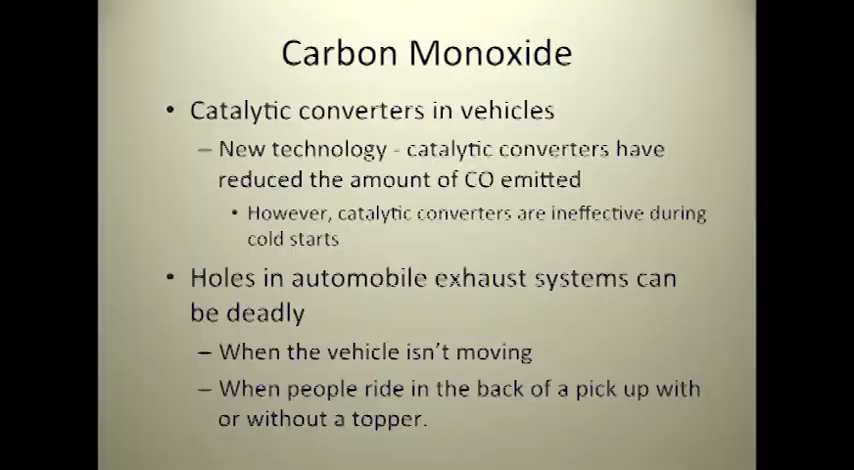 Carbon Monoxide
• Catalytic converters in vehicles
– New technology - catalytic converters have
reduced the amount of CO emitted
• However, catalytic converters are ineffective during
cold starts
• Holes in automobile exhaust systems can
be deadly
– When the vehicle isn't moving
– When people ride in the back of a pick up with
or without a topper.